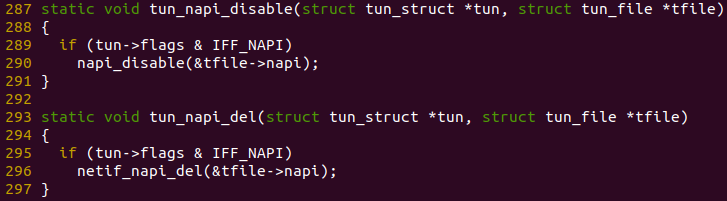 287 static void tun_napi_disable(struct tun_struct *tun, struct tun_file *tfile)
288 {
289   if (tun->flags & IFF_NAPI)
290     napi_disable(&tfile->napi);
291 }
292
293 static void tun_napi_del(struct tun_struct *tun, struct tun_file *tfile)
294 {
295   if (tun->flags & IFF_NAPI)
296     netif_napi_del(&tfile->napi);
297 }